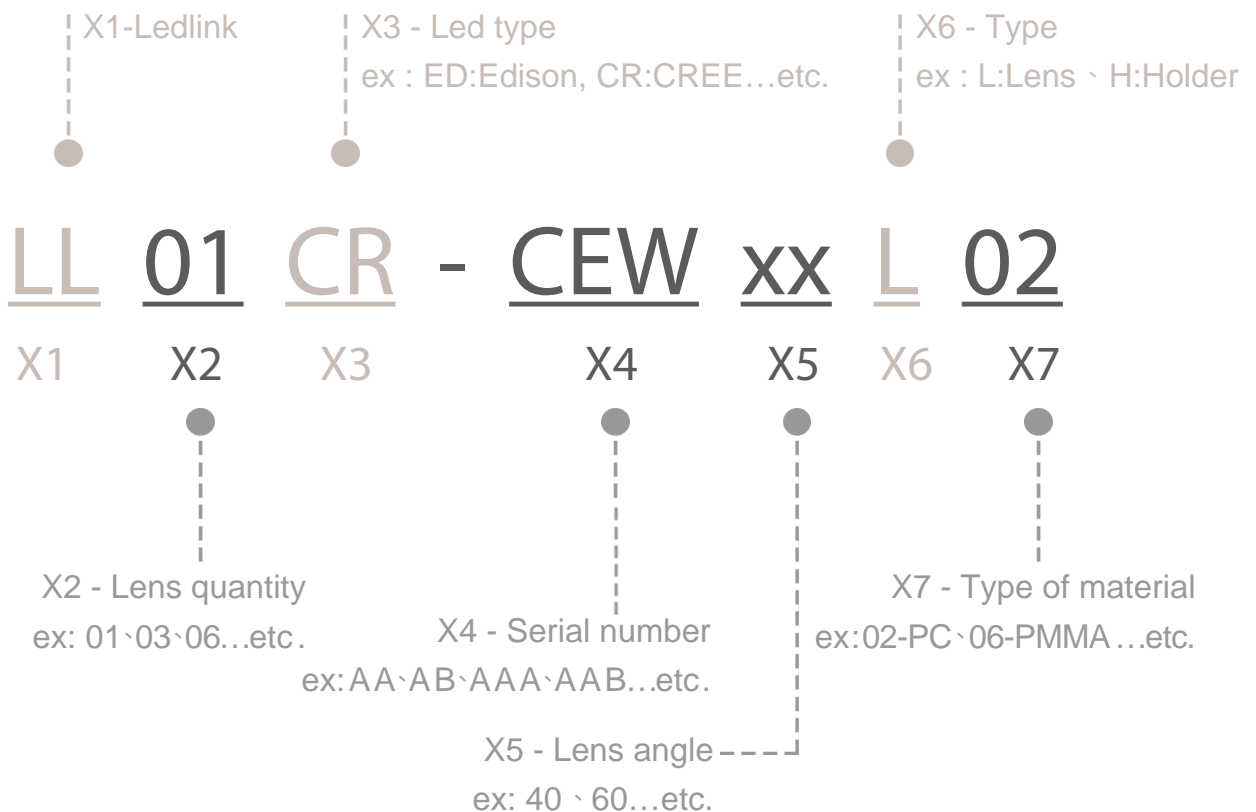 X1-Ledlink
X3 - Led type
ex : ED:Edison, CR:CREE...etc.
X6 - Type
ex : L:Lens、H:Holder
LL 01 CR - CEW xx L 02
X1 X2 X3 X4 X5 X6 X7
X2 - Lens quantity
ex: 01、03、06...etc.
X4 - Serial number
ex:AA、AB、AAA、AAB...etc.
X7 - Type of material
ex:02-PC、06-PMMA...etc.
X5 - Lens angle
ex: 40、60...etc.